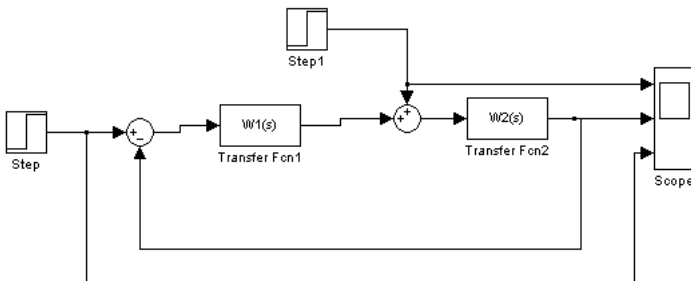 Step1
W1(s)
W2(s)
Step
Transfer Fcn1
Transfer Fcn2
Scope